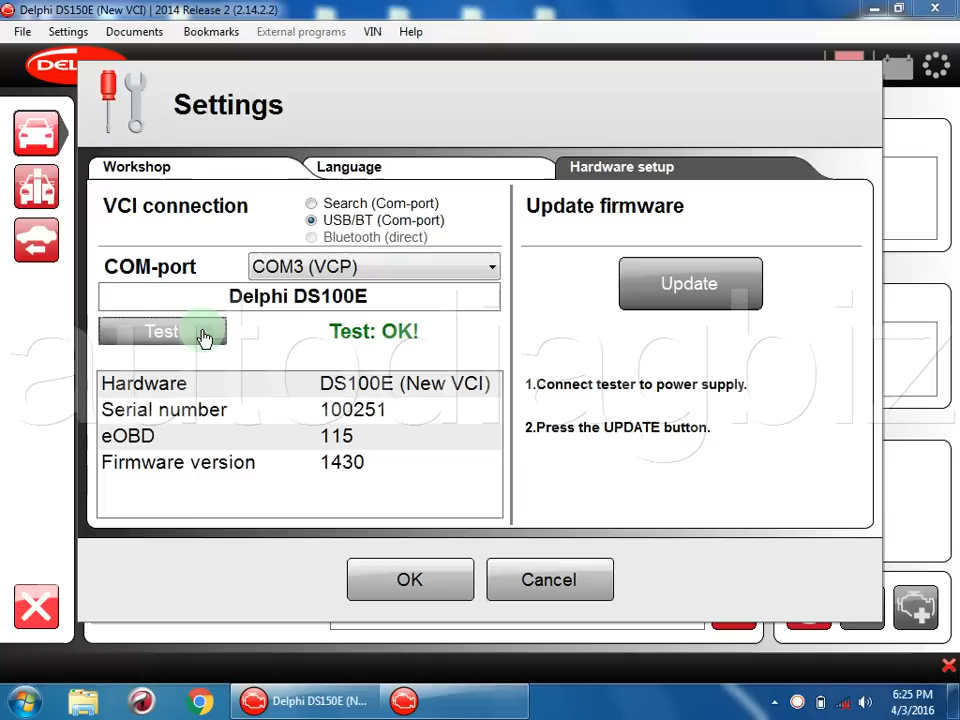 Delphi DS150E (New VCI) | 2014 Release 2 (2.14.2.2)
File Settings Documents Bookmarks External programs VIN Help
DEL
Settings
Workshop Language Hardware setup
VCI connection
Search (Com-port)
USB/BT (Com-port)
Bluetooth (direct)
COM-port COM3 (VCP)
Delphi DS100E
Test Test: OK!
Hardware DS100E (New VCI)
Serial number 100251
eOBD 115
Firmware version 1430
Update firmware
Update
1.Connect tester to power supply.
2.Press the UPDATE button.
autodiagbiz
OK Cancel
Delphi DS150E (N...
6:25 PM
4/3/2016